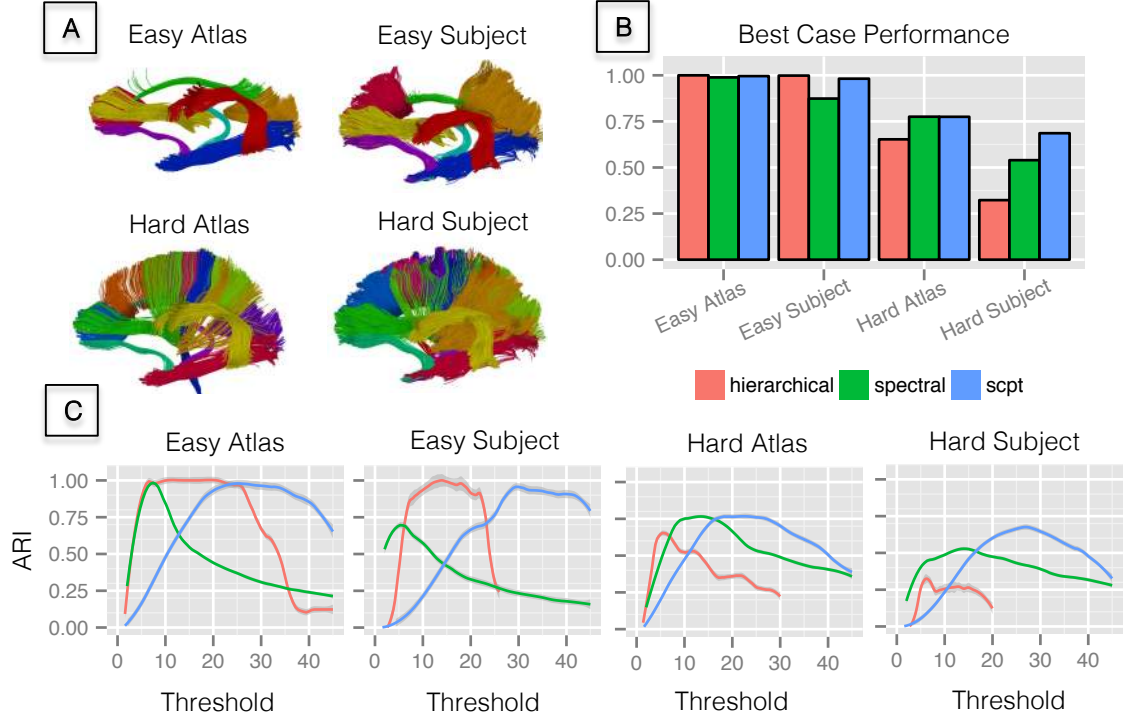 A
Easy Atlas
Easy Subject
Hard Atlas
Hard Subject
B
Best Case Performance
1.00
0.75
0.50
0.25
0.00
Easy Atlas
Easy Subject
Hard Atlas
Hard Subject
hierarchical
spectral
scpt
C
Easy Atlas
Easy Subject
Hard Atlas
Hard Subject
ARI
1.00
0.75
0.50
0.25
0.00
0 10 20 30 40
0 10 20 30 40
0 10 20 30 40
0 10 20 30 40
Threshold
Threshold
Threshold
Threshold